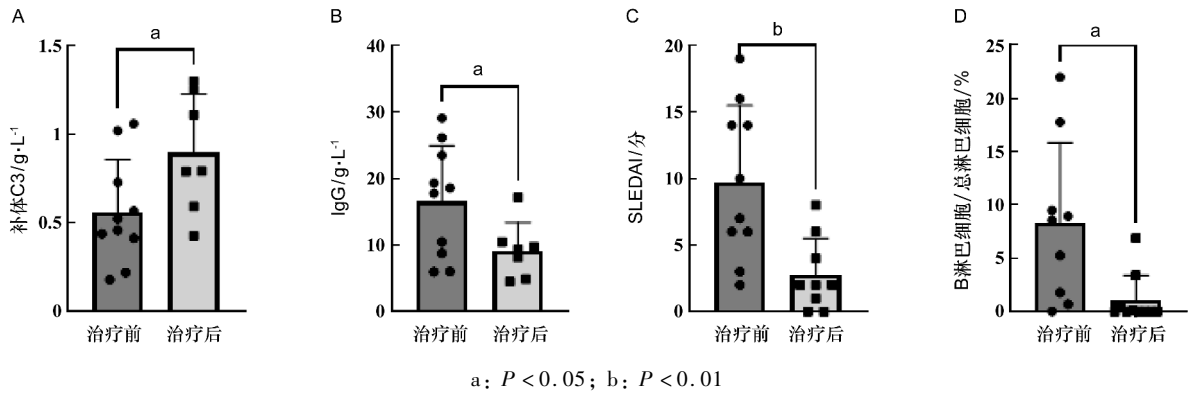 A
a
补体C3/g·L-1
1.5
1
0.5
0
治疗前 治疗后
B
a
IgG/g·L-1
40
30
20
10
0
治疗前 治疗后
C
b
SLEDAI/分
20
15
10
5
0
治疗前 治疗后
D
a
B淋巴细胞/总淋巴细胞/%
25
20
15
10
5
0
治疗前 治疗后
a: P<0.05; b: P<0.01